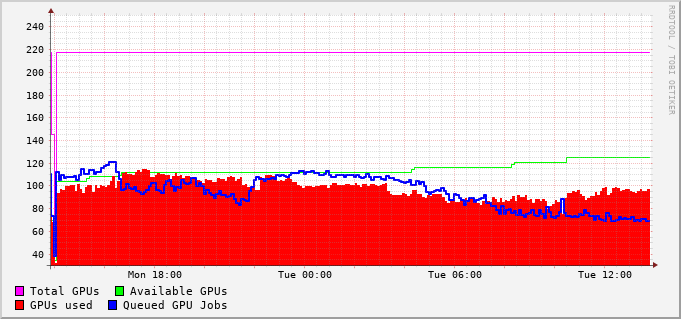 240
220
200
180
160
140
120
100
80
60
40
Mon 18:00 Tue 00:00 Tue 06:00 Tue 12:00
Total GPUs Available GPUs
GPUs used Queued GPU Jobs
RRDTOOL / TOBI OETIKER